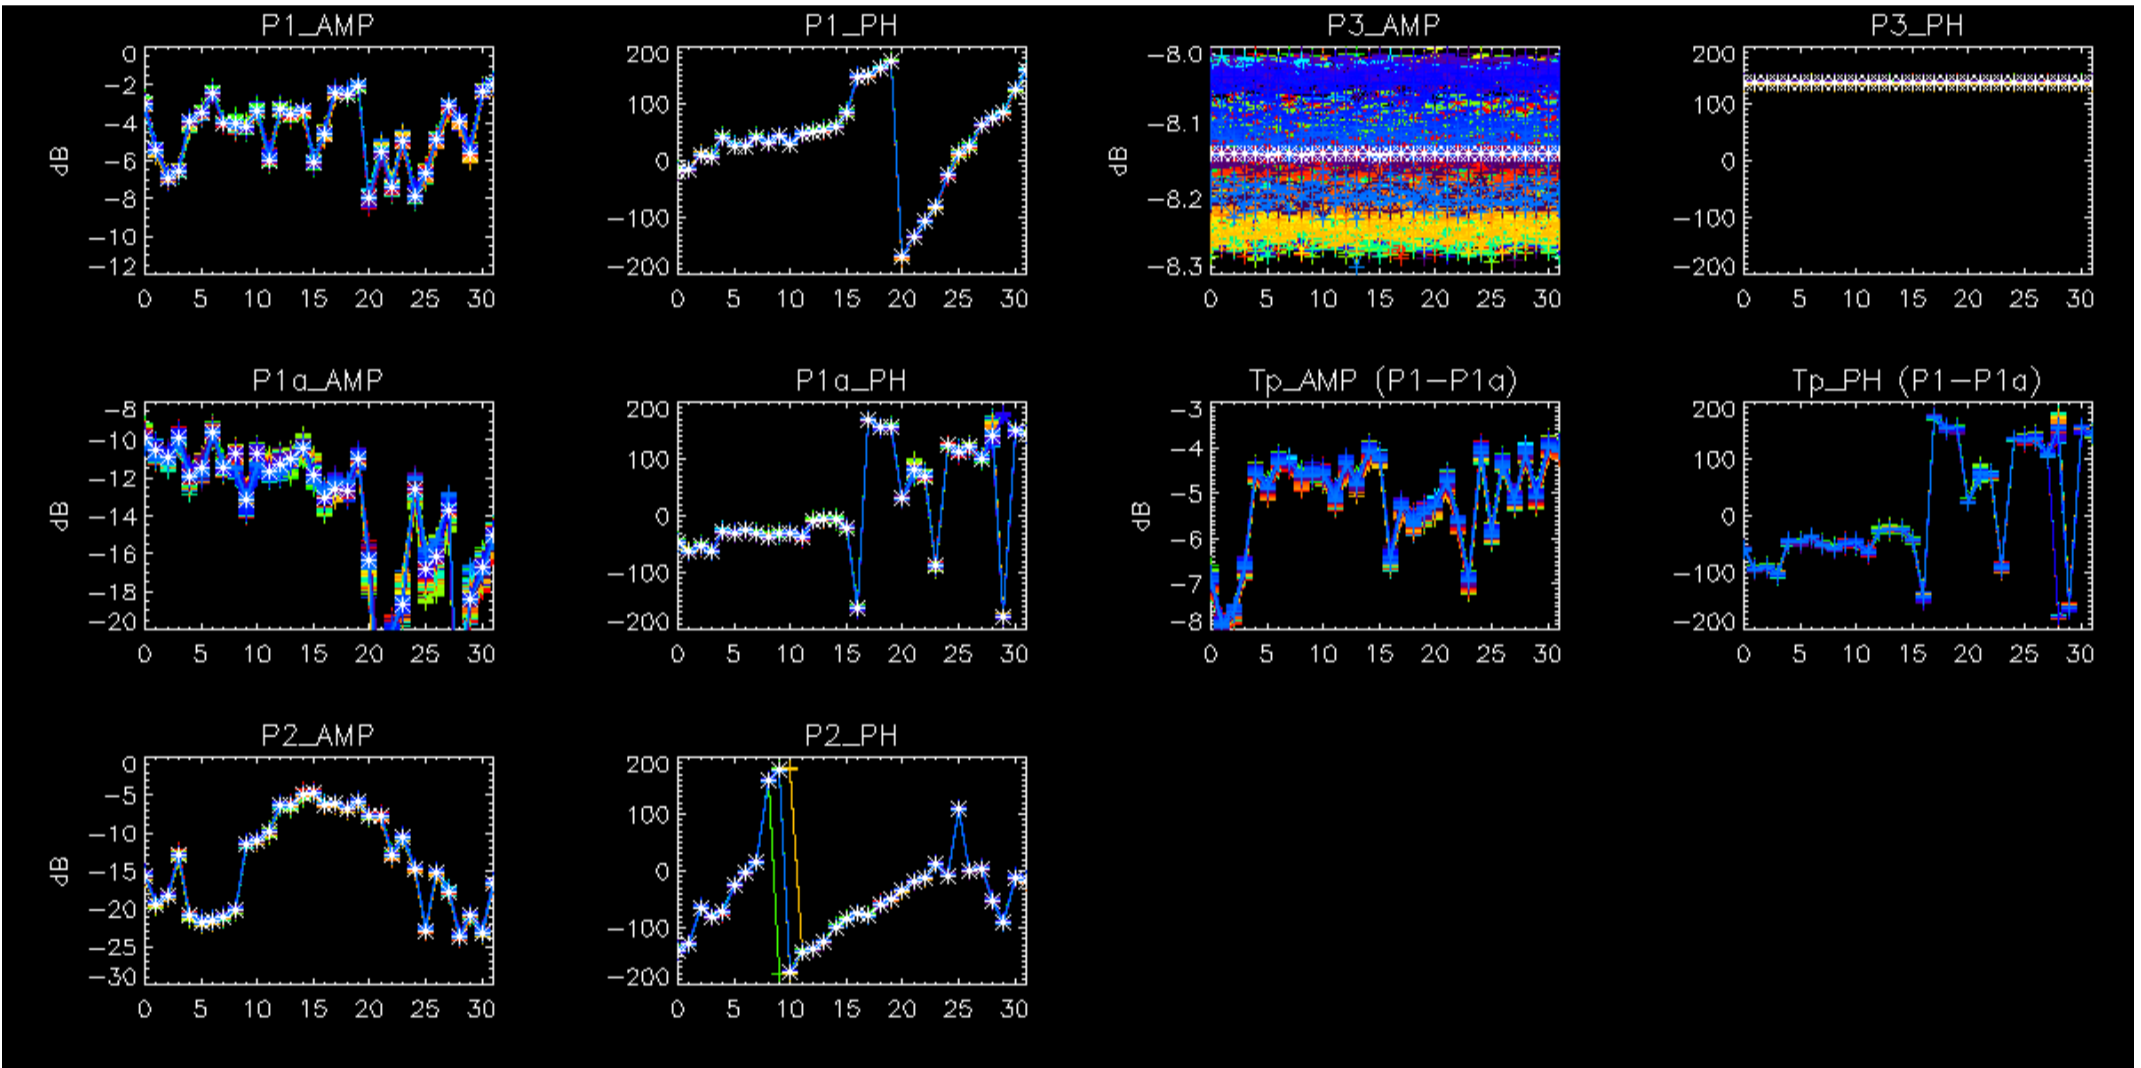 P1_AMP
P1_PH
P3_AMP
P3_PH
0
−2
−4
−6
−8
−10
−12
dB
0 5 10 15 20 25 30
200
100
0
−100
−200
0 5 10 15 20 25 30
−8.0
−8.1
−8.2
−8.3
dB
0 5 10 15 20 25 30
200
100
0
−100
−200
0 5 10 15 20 25 30
P1a_AMP
P1a_PH
Tp_AMP (P1−P1a)
Tp_PH (P1−P1a)
−8
−10
−12
−14
−16
−18
−20
dB
0 5 10 15 20 25 30
200
100
0
−100
−200
0 5 10 15 20 25 30
−3
−4
−5
−6
−7
−8
dB
0 5 10 15 20 25 30
200
100
0
−100
−200
0 5 10 15 20 25 30
P2_AMP
P2_PH
0
−5
−10
−15
−20
−25
−30
dB
0 5 10 15 20 25 30
200
100
0
−100
−200
0 5 10 15 20 25 30